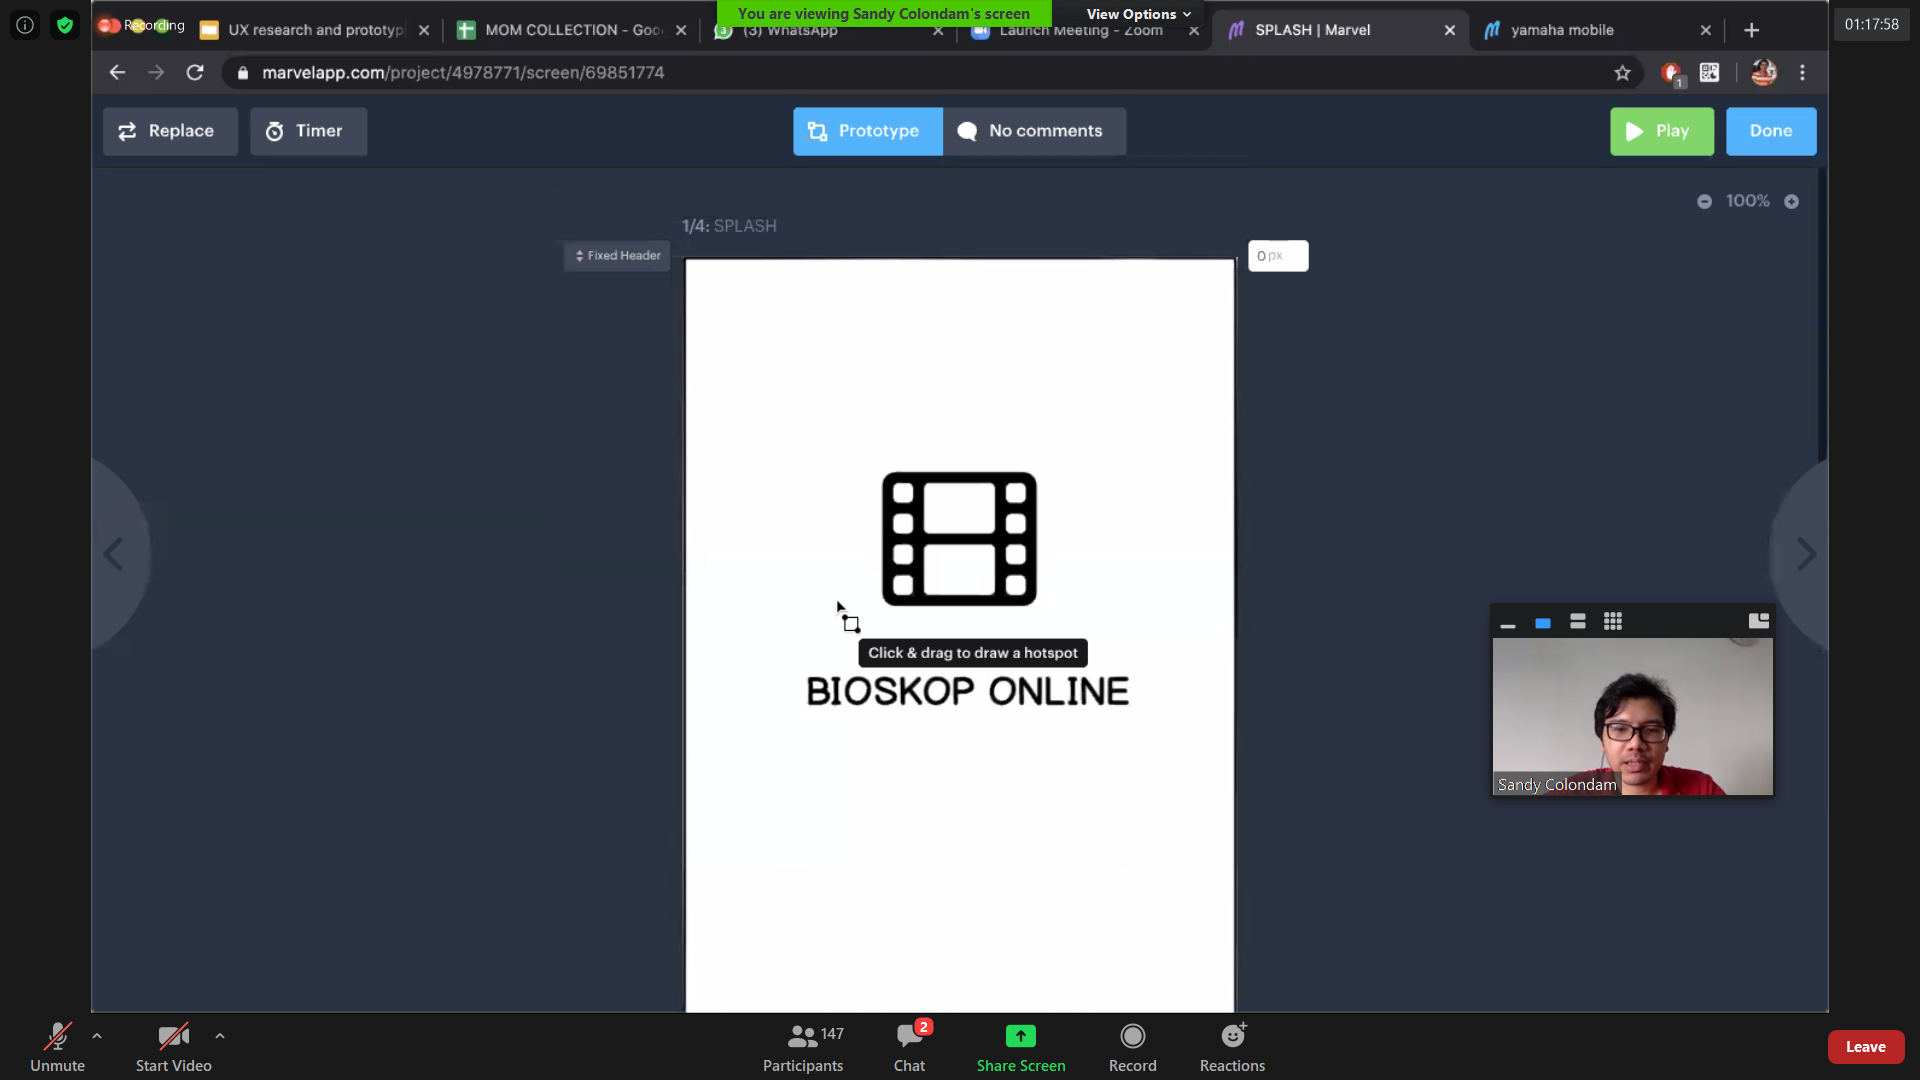 Recording
UX research and prototyp
MOM COLLECTION - Goo
(3) WhatsApp
Launch Meeting - Zoom
SPLASH | Marvel
yamaha mobile
You are viewing Sandy Colondam's screen
View Options
01:17:58
marvelapp.com/project/4978771/screen/69851774
1
Replace
Timer
Prototype
No comments
Play
Done
100%
1/4: SPLASH
Fixed Header
0 px
Click & drag to draw a hotspot
BIOSKOP ONLINE
Sandy Colondam
Unmute
Start Video
147
Participants
2
Chat
Share Screen
Record
Reactions
Leave